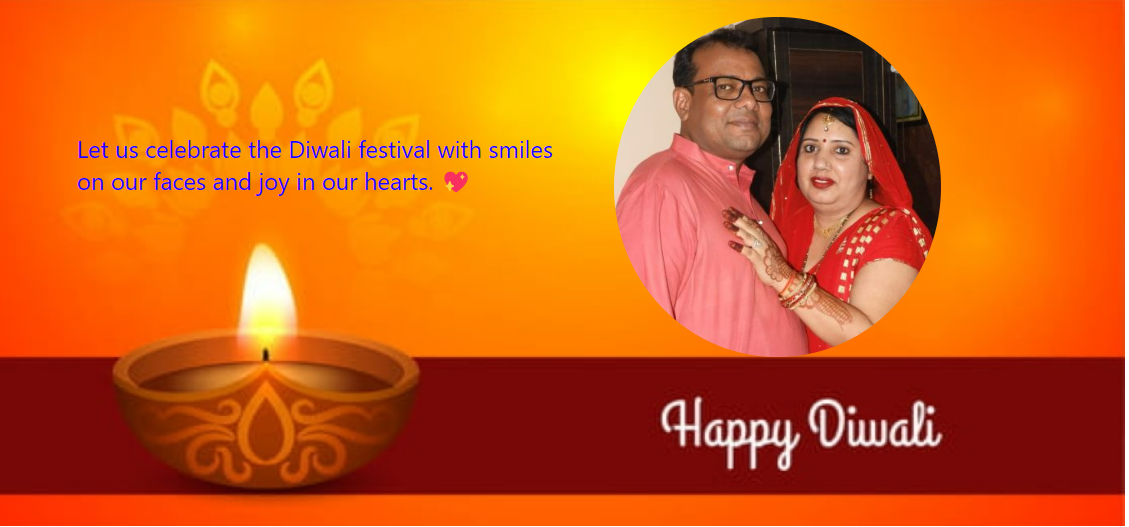 Let us celebrate the Diwali festival with smiles
on our faces and joy in our hearts. 💖
Happy Diwali